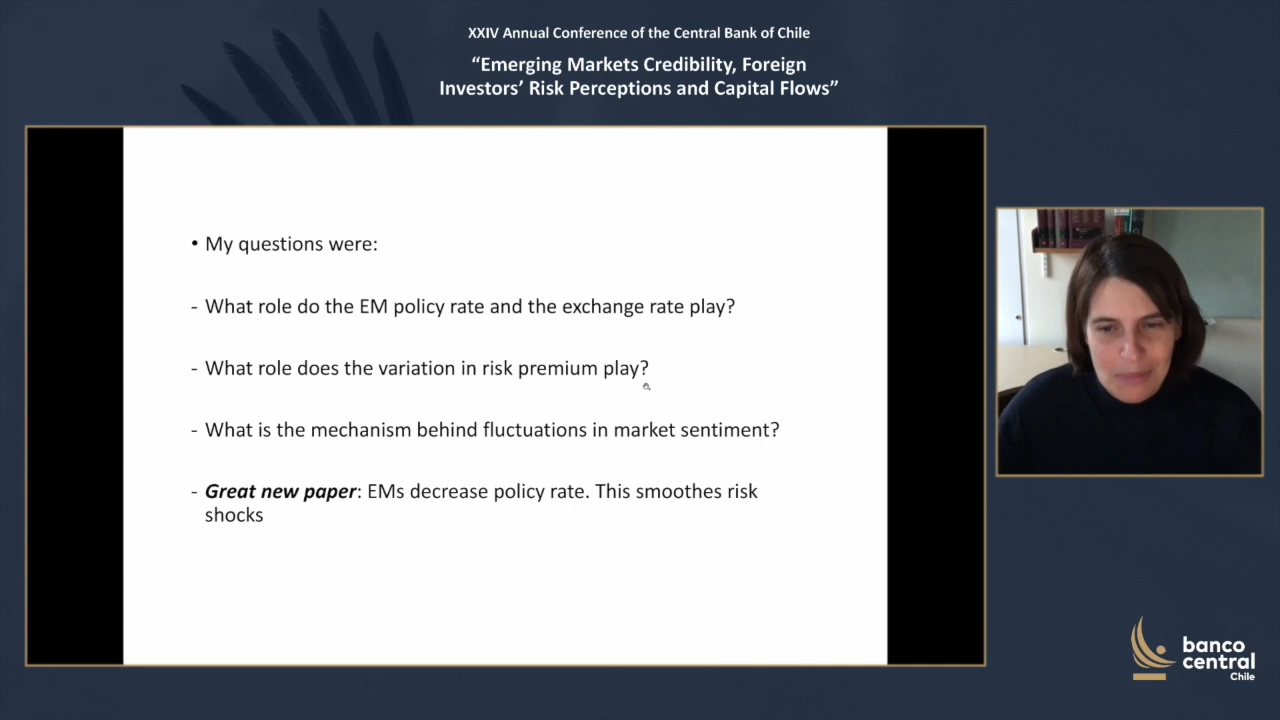 XXIV Annual Conference of the Central Bank of Chile
“Emerging Markets Credibility, Foreign
Investors’ Risk Perceptions and Capital Flows”
• My questions were:
- What role do the EM policy rate and the exchange rate play?
- What role does the variation in risk premium play?
- What is the mechanism behind fluctuations in market sentiment?
- Great new paper: EMs decrease policy rate. This smoothes risk
shocks
banco
central
Chile